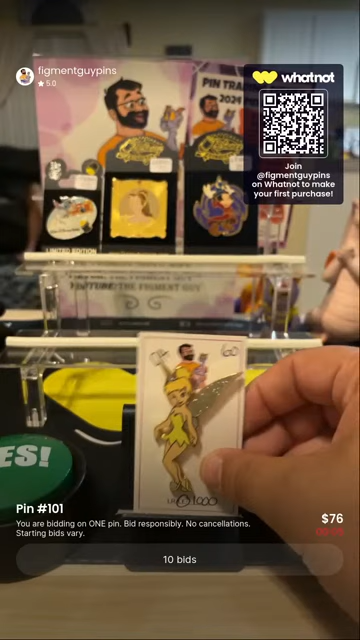 figmentguypins
★ 5.0
whatnot
Join
@figmentguypins
on Whatnot to make
your first purchase!
PIN TRA
2024
LIMITED EDITION
THE FIGMENT GUY
60
ES!
1000
Pin #101
You are bidding on ONE pin. Bid responsibly. No cancellations.
Starting bids vary.
$76
10 bids